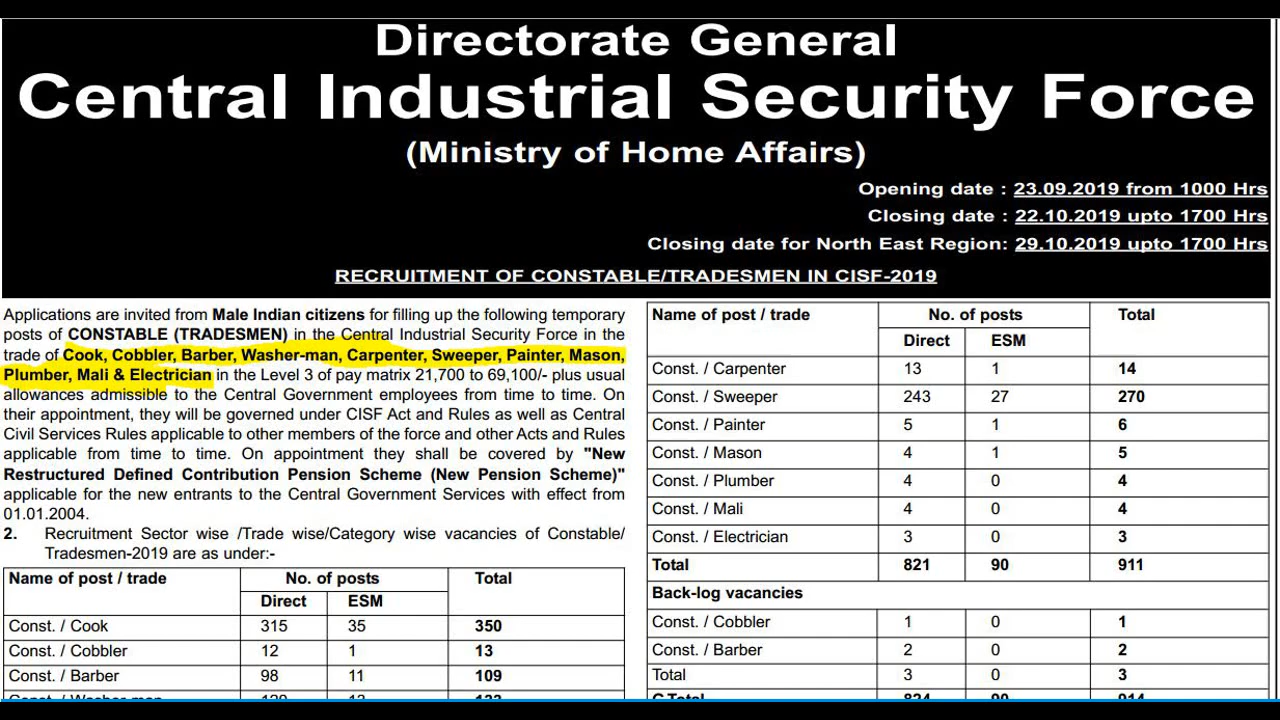 Directorate General
Central Industrial Security Force
(Ministry of Home Affairs)
Opening date : 23.09.2019 from 1000 Hrs
Closing date : 22.10.2019 upto 1700 Hrs
Closing date for North East Region: 29.10.2019 upto 1700 Hrs
RECRUITMENT OF CONSTABLE/TRADESMEN IN CISF-2019
Applications are invited from Male Indian citizens for filling up the following temporary
posts of CONSTABLE (TRADESMEN) in the Central Industrial Security Force in the
trade of Cook, Cobbler, Barber, Washer-man, Carpenter, Sweeper, Painter, Mason,
Plumber, Mali & Electrician in the Level 3 of pay matrix 21,700 to 69,100/- plus usual
allowances admissible to the Central Government employees from time to time. On
their appointment, they will be governed under CISF Act and Rules as well as Central
Civil Services Rules applicable to other members of the force and other Acts and Rules
applicable from time to time. On appointment they shall be covered by "New
Restructured Defined Contribution Pension Scheme (New Pension Scheme)"
applicable for the new entrants to the Central Government Services with effect from
01.01.2004.
2. Recruitment Sector wise /Trade wise/Category wise vacancies of Constable/
Tradesmen-2019 are as under:-
Name of post / trade No. of posts Total
Direct ESM
Const. / Cook 315 35 350
Const. / Cobbler 12 1 13
Const. / Barber 98 11 109
Const. / Washer-man
Name of post / trade No. of posts Total
Direct ESM
Const. / Carpenter 13 1 14
Const. / Sweeper 243 27 270
Const. / Painter 5 1 6
Const. / Mason 4 1 5
Const. / Plumber 4 0 4
Const. / Mali 4 0 4
Const. / Electrician 3 0 3
Total 821 90 911
Back-log vacancies
Const. / Cobbler 1 0 1
Const. / Barber 2 0 2
Total 3 0 3
G.Total 824 90 914